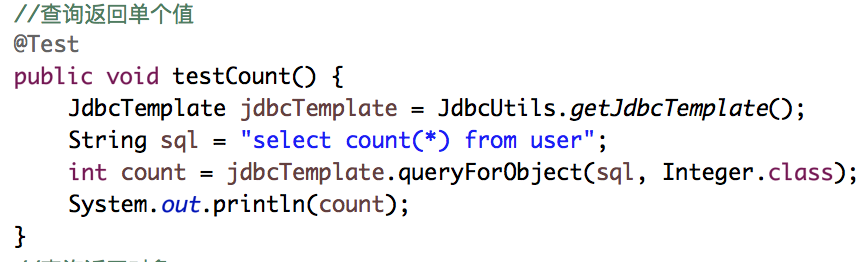 //查询返回单个值
@Test
public void testCount() {
    JdbcTemplate jdbcTemplate = JdbcUtils.getJdbcTemplate();
    String sql = "select count(*) from user";
    int count = jdbcTemplate.queryForObject(sql, Integer.class);
    System.out.println(count);
}